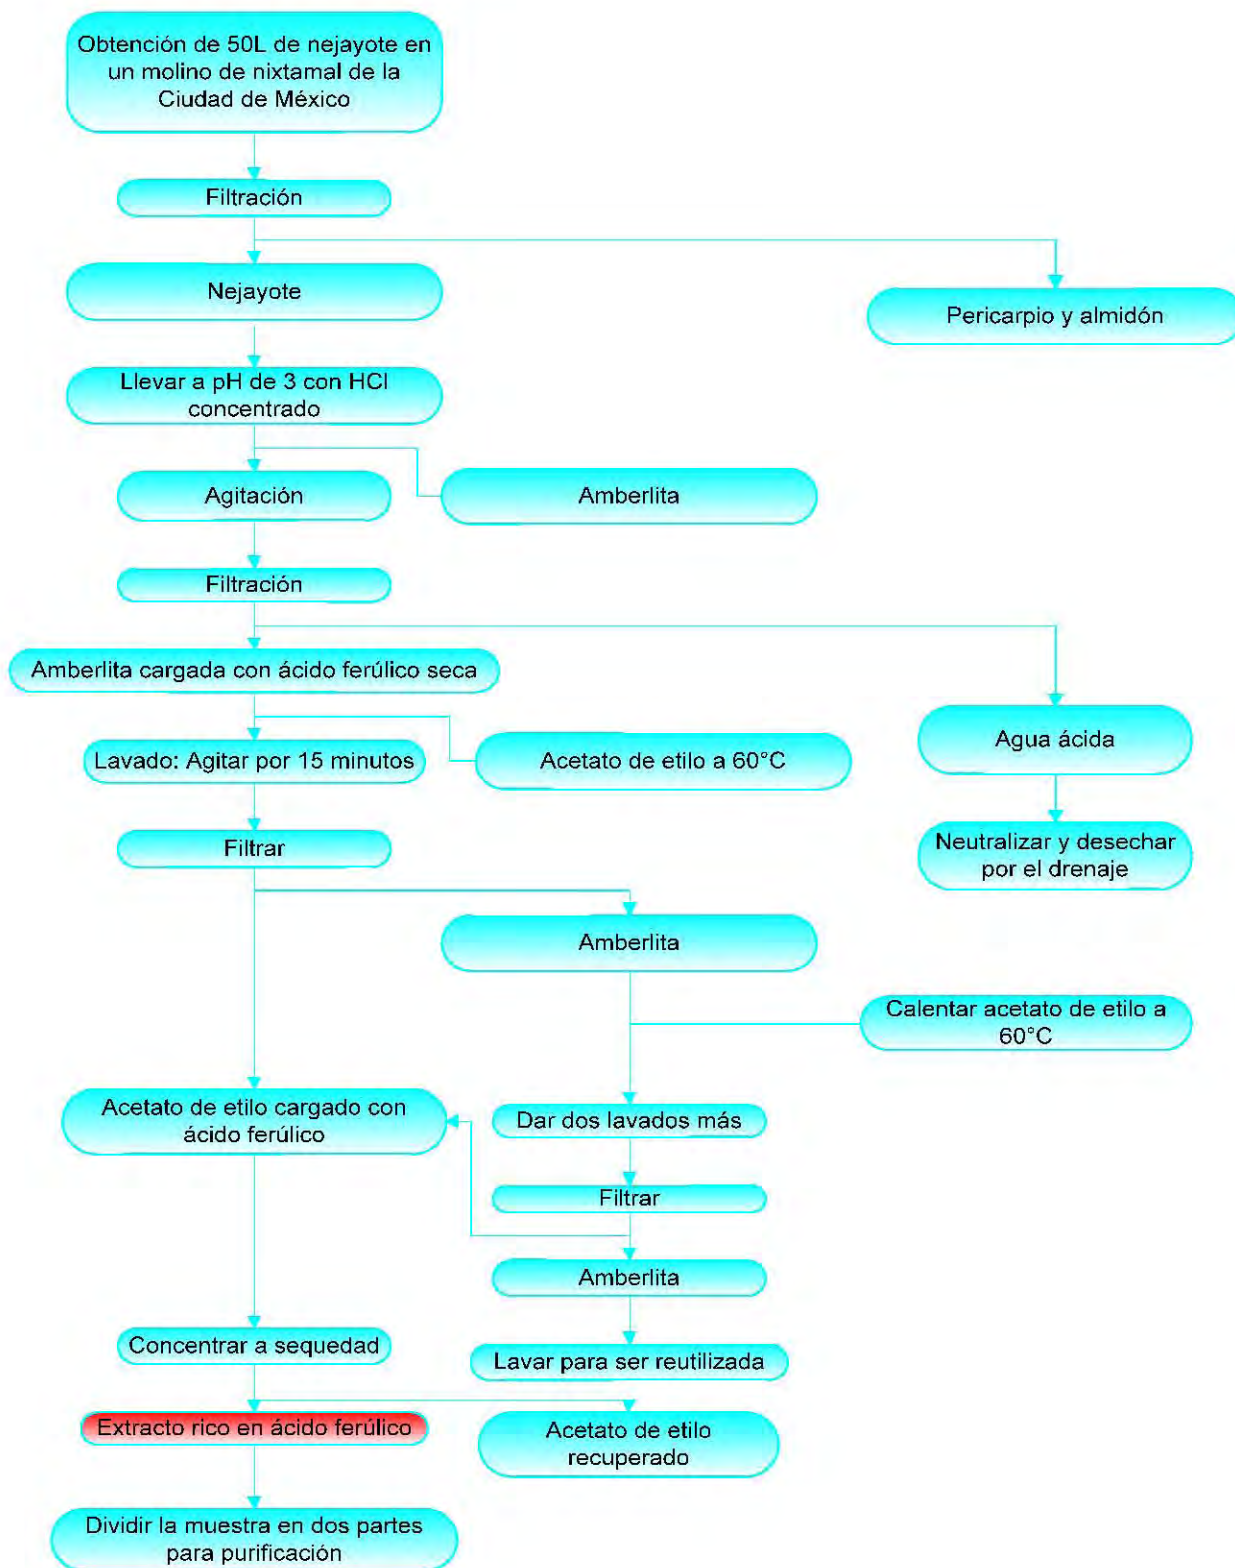 Obtención de 50L de nejayote en
un molino de nixtamal de la
Ciudad de México
Filtración
Nejayote
Pericarpio y almidón
Llevar a pH de 3 con HCl
concentrado
Agitación
Amberlita
Filtración
Amberlita cargada con ácido ferúlico seca
Agua ácida
Lavado: Agitar por 15 minutos
Acetato de etilo a 60°C
Filtrar
Neutralizar y desechar
por el drenaje
Amberlita
Calentar acetato de etilo a
60°C
Acetato de etilo cargado con
ácido ferúlico
Dar dos lavados más
Filtrar
Amberlita
Concentrar a sequedad
Lavar para ser reutilizada
Extracto rico en ácido ferúlico
Acetato de etilo
recuperado
Dividir la muestra en dos partes
para purificación